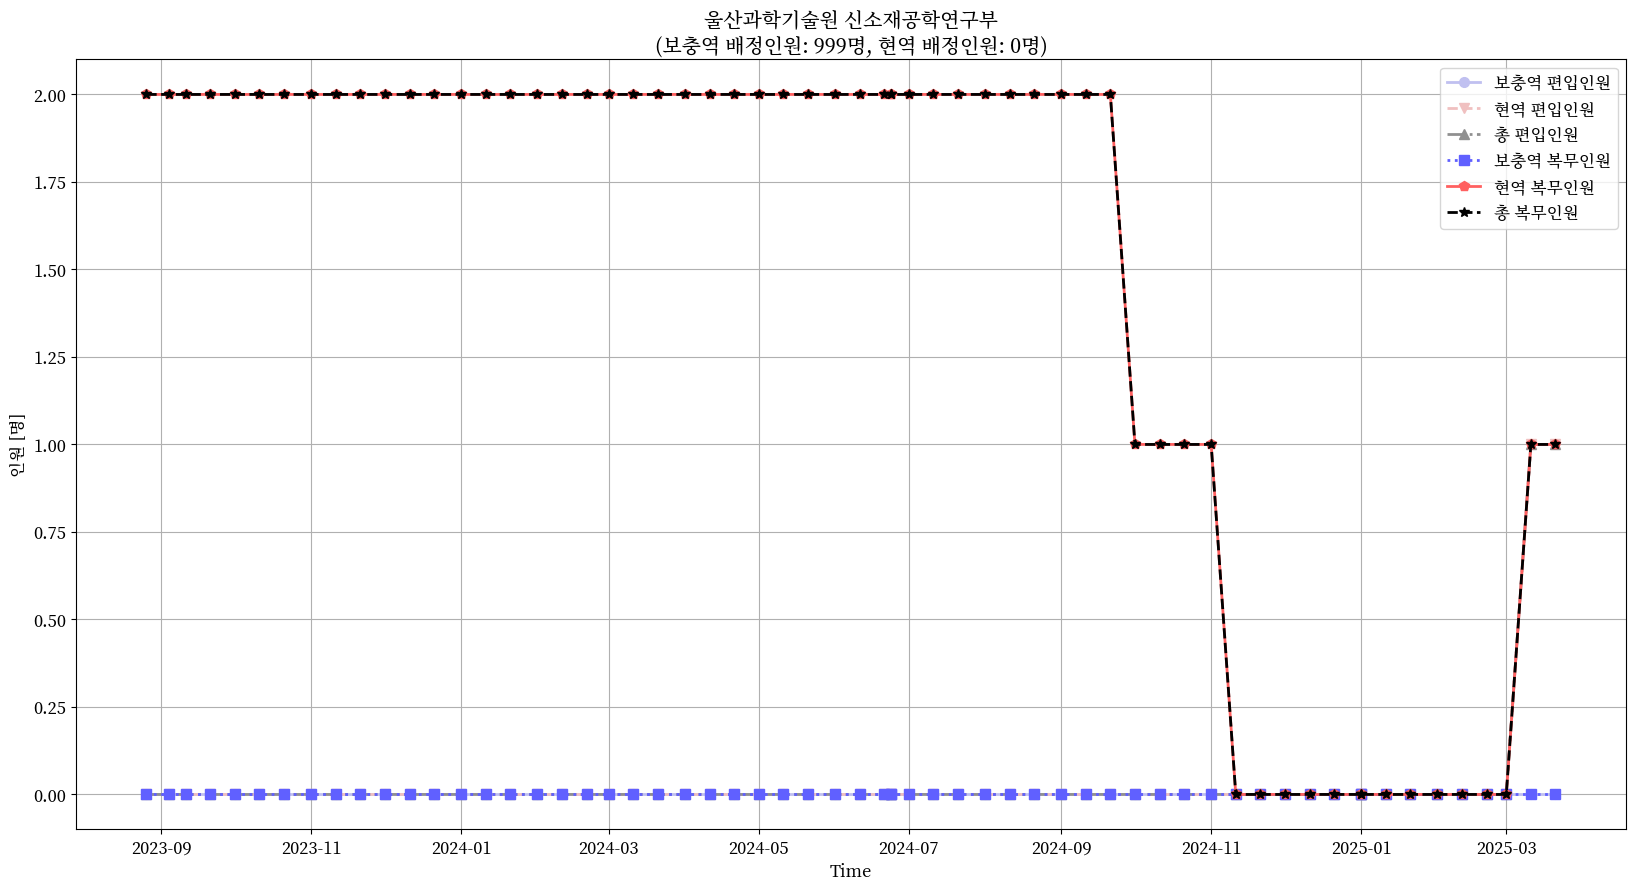 울산과학기술원 신소재공학연구부
(보충역 배정인원: 999명, 현역 배정인원: 0명)
보충역 편입인원
현역 편입인원
총 편입인원
보충역 복무인원
현역 복무인원
총 복무인원
2.00
1.75
1.50
1.25
1.00
0.75
0.50
0.25
0.00
인원 [명]
2023-09
2023-11
2024-01
2024-03
2024-05
2024-07
2024-09
2024-11
2025-01
2025-03
Time